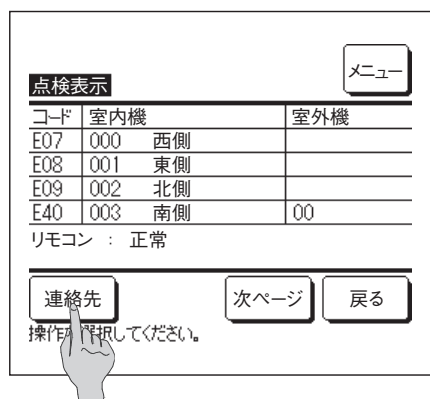 メニュー
点検表示
コード 室内機 室外機
E07 000 西側
E08 001 東側
E09 002 北側
E40 003 南側 00
リモコン : 正常
連絡先 次ページ 戻る
操作を選択してください。